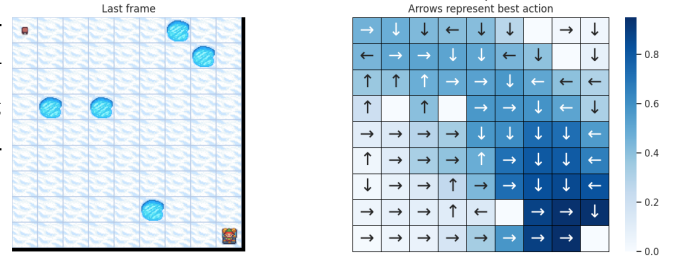 Last frame
Arrows represent best action
→ ↓ ↓ ← ↓ ↓ → ↓
← → → ↓ ↓ ← ↓ ↓
↑ ↑ ↑ → → ↓ ← ← ←
↑ ↑ → → ↓ ← ↓
→ → → → ↓ ↓ ↓ ↓ ←
↑ → → → ↑ → ↓ ↓ ←
↓ → → ↑ → → ↓ ↓ ←
→ → → ↑ ← → → ↓
→ → → → → → → →
0.8
0.6
0.4
0.2
0.0